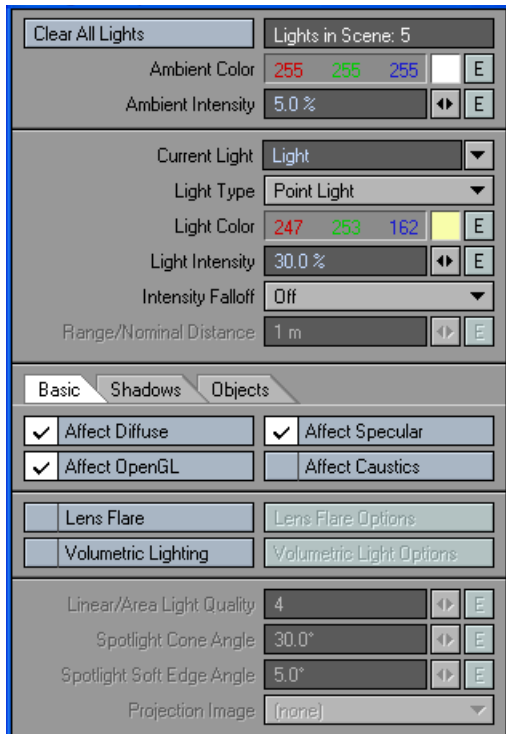 Clear All Lights Lights in Scene: 5
Ambient Color 255 255 255 E
Ambient Intensity 5.0 % E
Current Light Light
Light Type Point Light
Light Color 247 253 162 E
Light Intensity 30.0 % E
Intensity Falloff Off
Range/Nominal Distance 1 m E
Basic Shadows Objects
Affect Diffuse Affect Specular
Affect OpenGL Affect Caustics
Lens Flare Lens Flare Options
Volumetric Lighting Volumetric Light Options
Linear/Area Light Quality 4 E
Spotlight Cone Angle 30.0° E
Spotlight Soft Edge Angle 5.0° E
Projection Image (none)